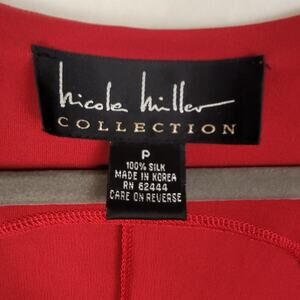 nicole miller
COLLECTION
P
100% SILK
MADE IN KOREA
RN 62444
CARE ON REVERSE